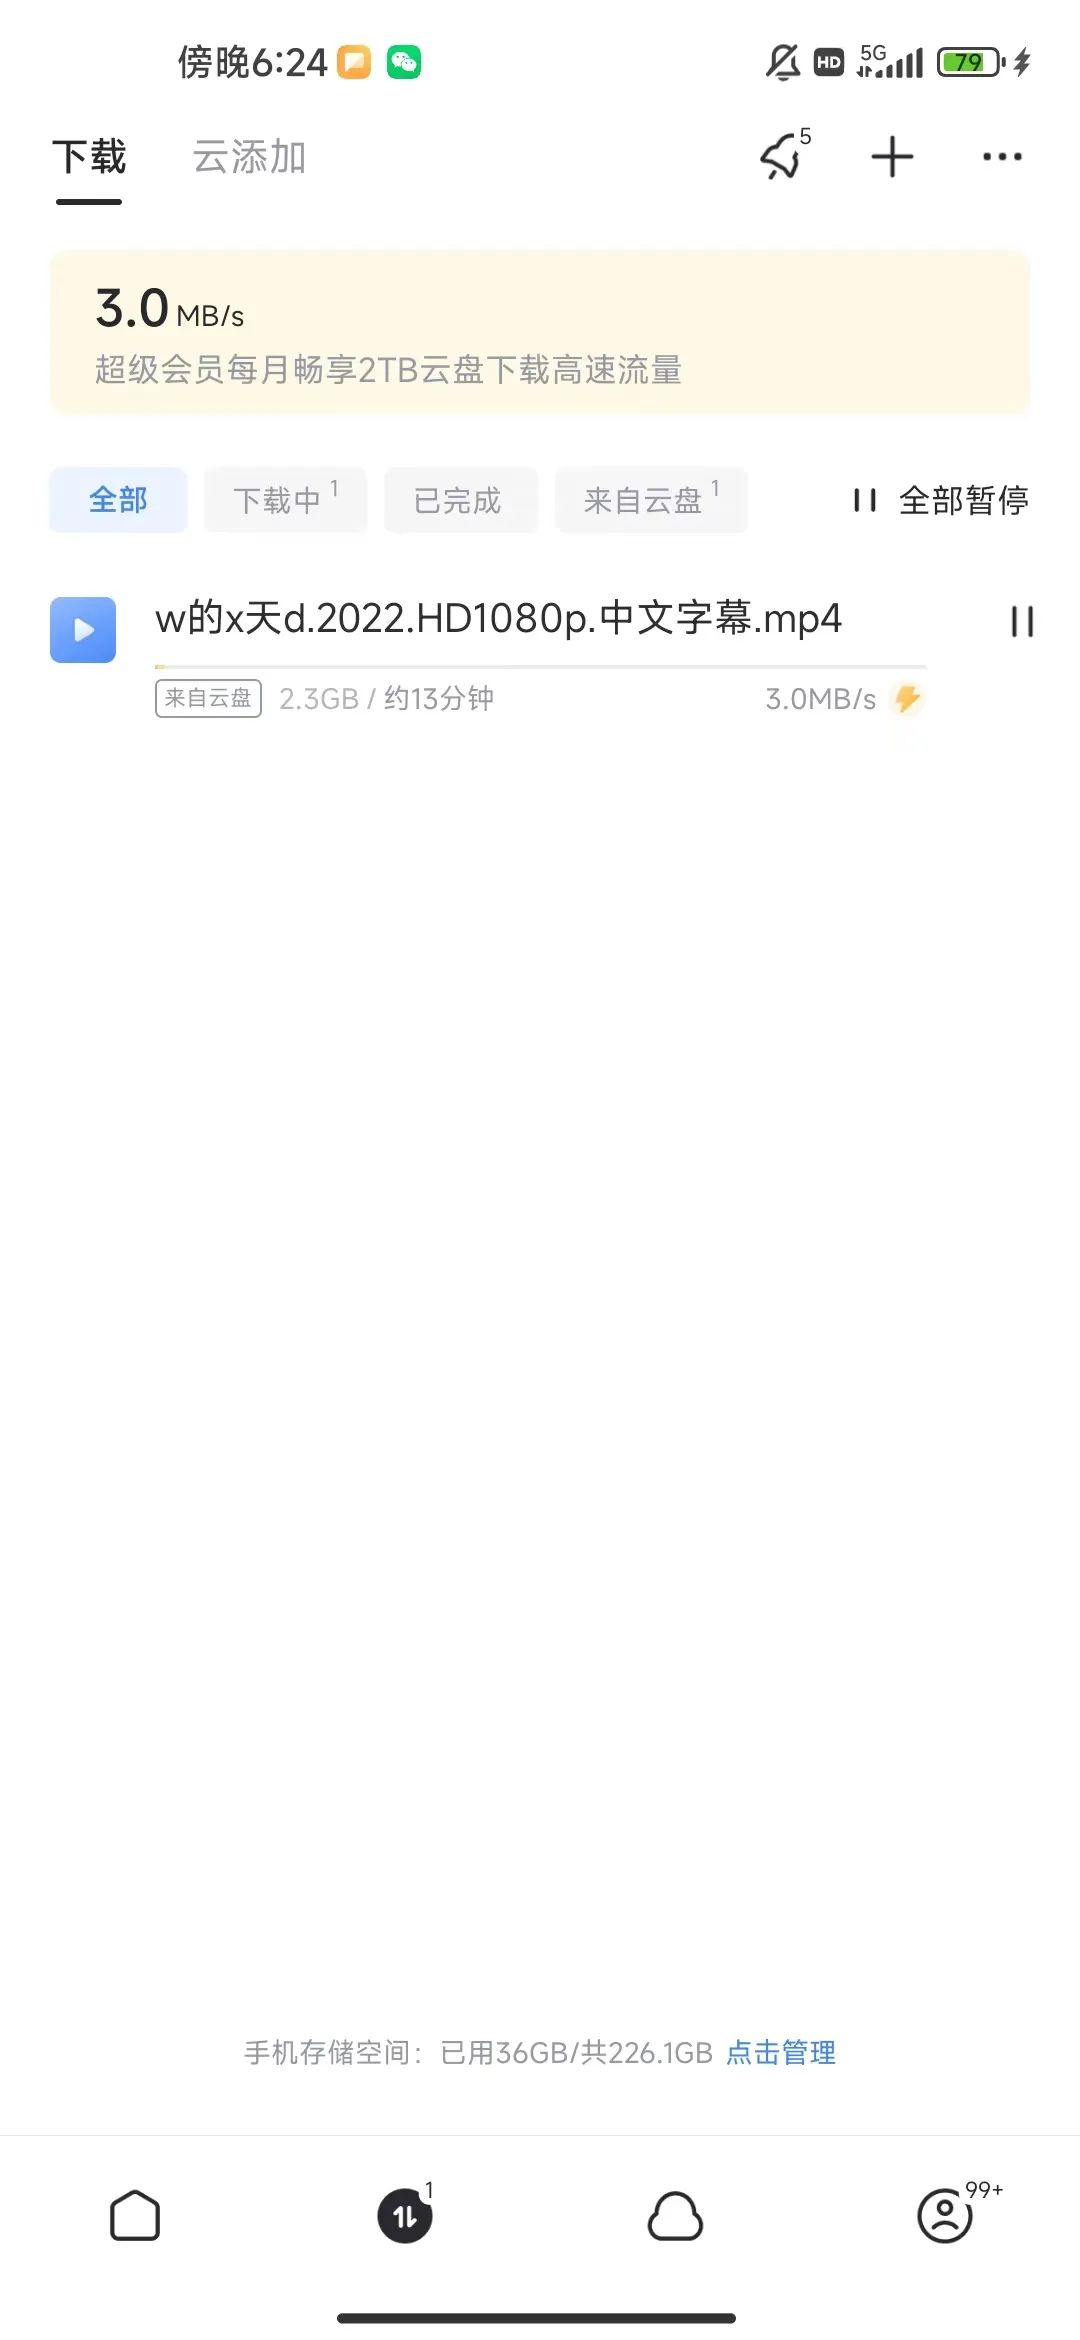 傍晚6:24
HD 5G 79
下载 云添加 5
3.0 MB/s
超级会员每月畅享2TB云盘下载高速流量
全部 下载中 1 已完成 来自云盘 1 全部暂停
w的x天d.2022.HD1080p.中文字幕.mp4
来自云盘 2.3GB / 约13分钟 3.0MB/s
手机存储空间：已用36GB/共226.1GB 点击管理
1 99+